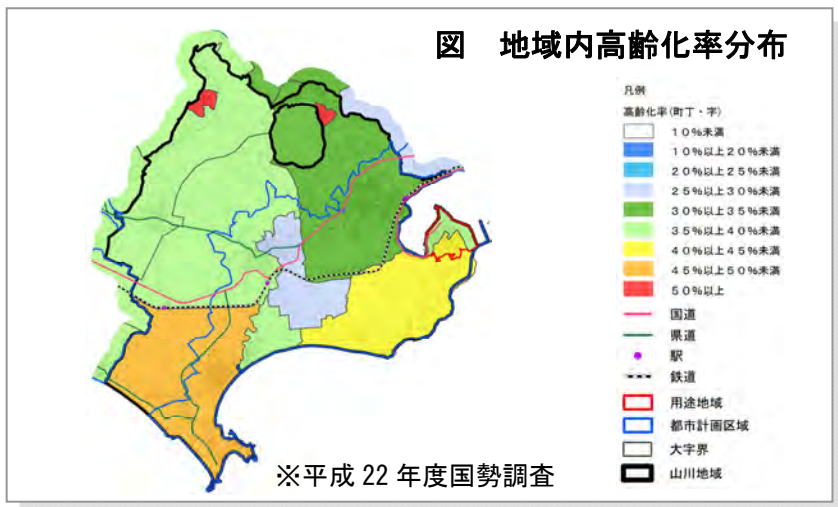 図　地域内高齢化率分布
凡例
高齢化率(町丁・字)
１０％未満
１０％以上２０％未満
２０％以上２５％未満
２５％以上３０％未満
３０％以上３５％未満
３５％以上４０％未満
４０％以上４５％未満
４５％以上５０％未満
５０％以上
国道
県道
駅
鉄道
用途地域
都市計画区域
大字界
山川地域
※平成 22 年度国勢調査